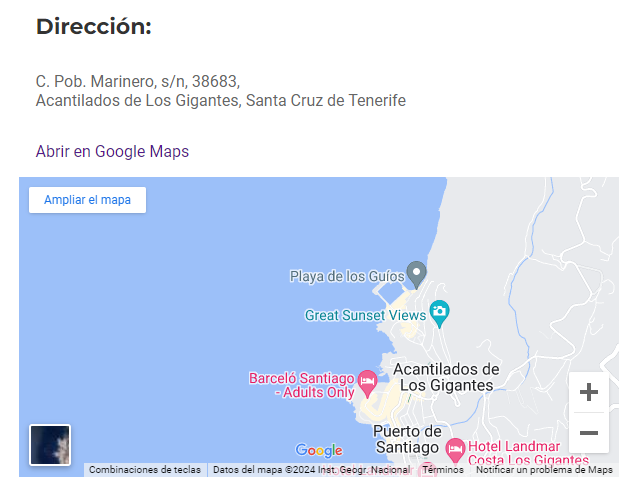 Dirección:
C. Pob. Marinero, s/n, 38683,
Acantilados de Los Gigantes, Santa Cruz de Tenerife
Abrir en Google Maps
Ampliar el mapa
Playa de los Guíos
Great Sunset Views
Acantilados de
Los Gigantes
Barceló Santiago
- Adults Only
Puerto de
Santiago
Hotel Landmar
Costa Los Gigantes
Google
Combinaciones de teclas
Datos del mapa ©2024 Inst. Geogr. Nacional
Términos
Notificar un problema de Maps